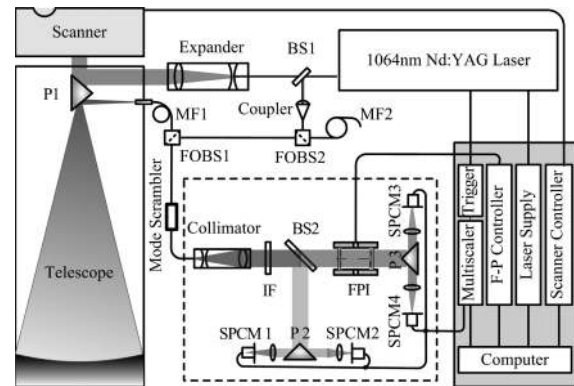 Scanner
Expander
BS1
1064nm Nd:YAG Laser
P1
MF1
Coupler
MF2
FOBS1
FOBS2
Mode Scrambler
Collimator
BS2
IF
FPI
SPCM3
P3
SPCM4
Telescope
SPCM 1
P 2
SPCM2
Trigger
Multiscaler
F-P Controller
Laser Supply
Scanner Controller
Computer